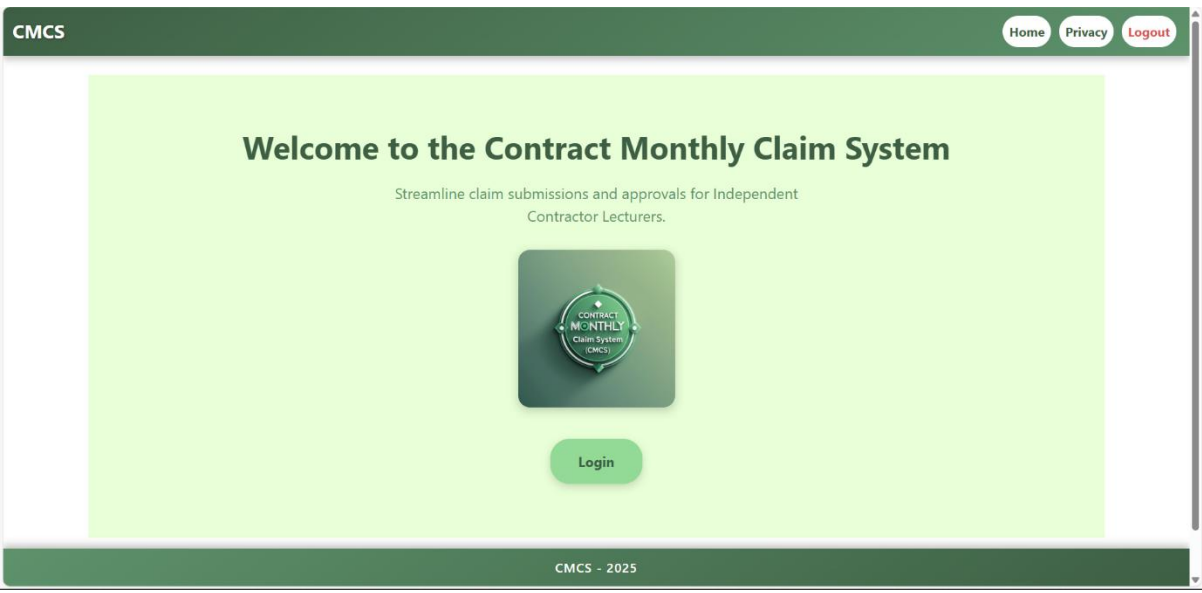 CMCS
Home
Privacy
Logout
Welcome to the Contract Monthly Claim System
Streamline claim submissions and approvals for Independent
Contractor Lecturers.
CONTRACT
MONTHLY
Claim System
(CMCS)
Login
CMCS - 2025